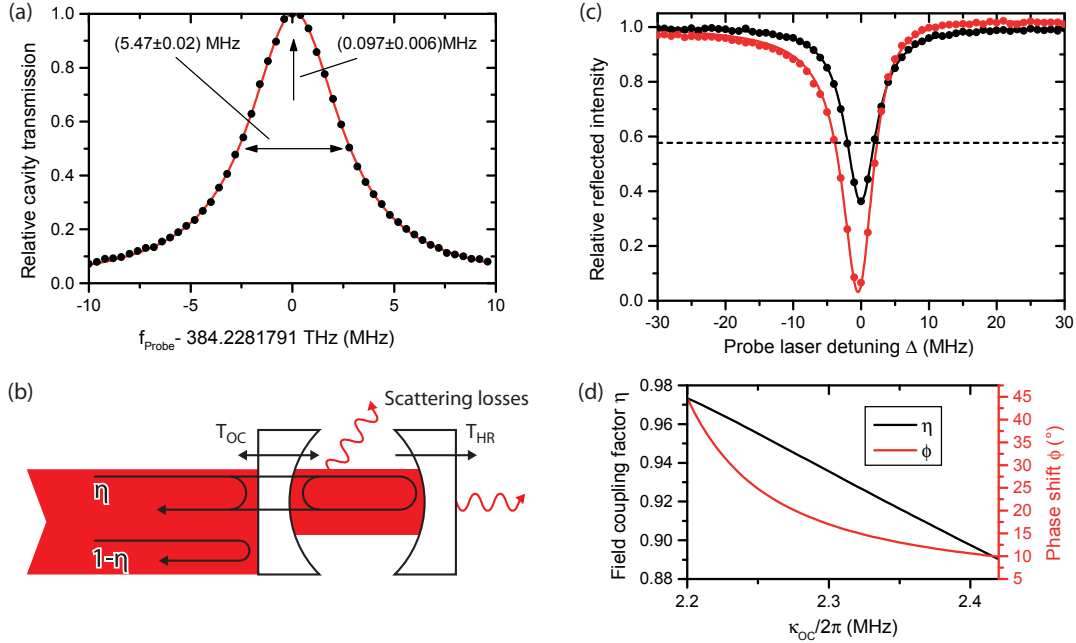 (a)
(5.47±0.02) MHz
(0.097±0.006)MHz
Relative cavity transmission
1.0
0.8
0.6
0.4
0.2
0.0
-10
-5
0
5
10
f_Probe- 384.2281791 THz (MHz)
(b)
Scattering losses
T_OC
T_HR
η
1-η
(c)
Relative reflected intensity
1.0
0.8
0.6
0.4
0.2
0.0
-30
-20
-10
0
10
20
30
Probe laser detuning Δ (MHz)
(d)
Field coupling factor η
0.98
0.96
0.94
0.92
0.90
0.88
η
ϕ
45
40
35
30
25
20
15
10
5
Phase shift ϕ (°)
2.2
2.3
2.4
κ_OC/2π (MHz)